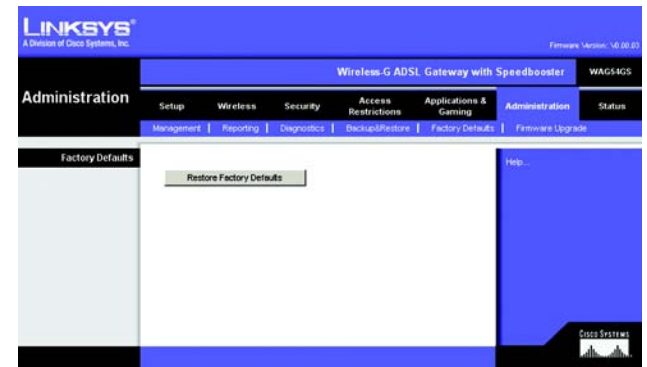 LINKSYS®
A Division of Cisco Systems, Inc.
Firmware Version: V0.00.03
Wireless-G ADSL Gateway with Speedbooster WAG54GS
Administration
Setup Wireless Security Access Restrictions Applications & Gaming Administration Status
Management | Reporting | Diagnostics | Backup&Restore | Factory Defaults | Firmware Upgrade
Factory Defaults
Restore Factory Defaults
Help...
CISCO SYSTEMS